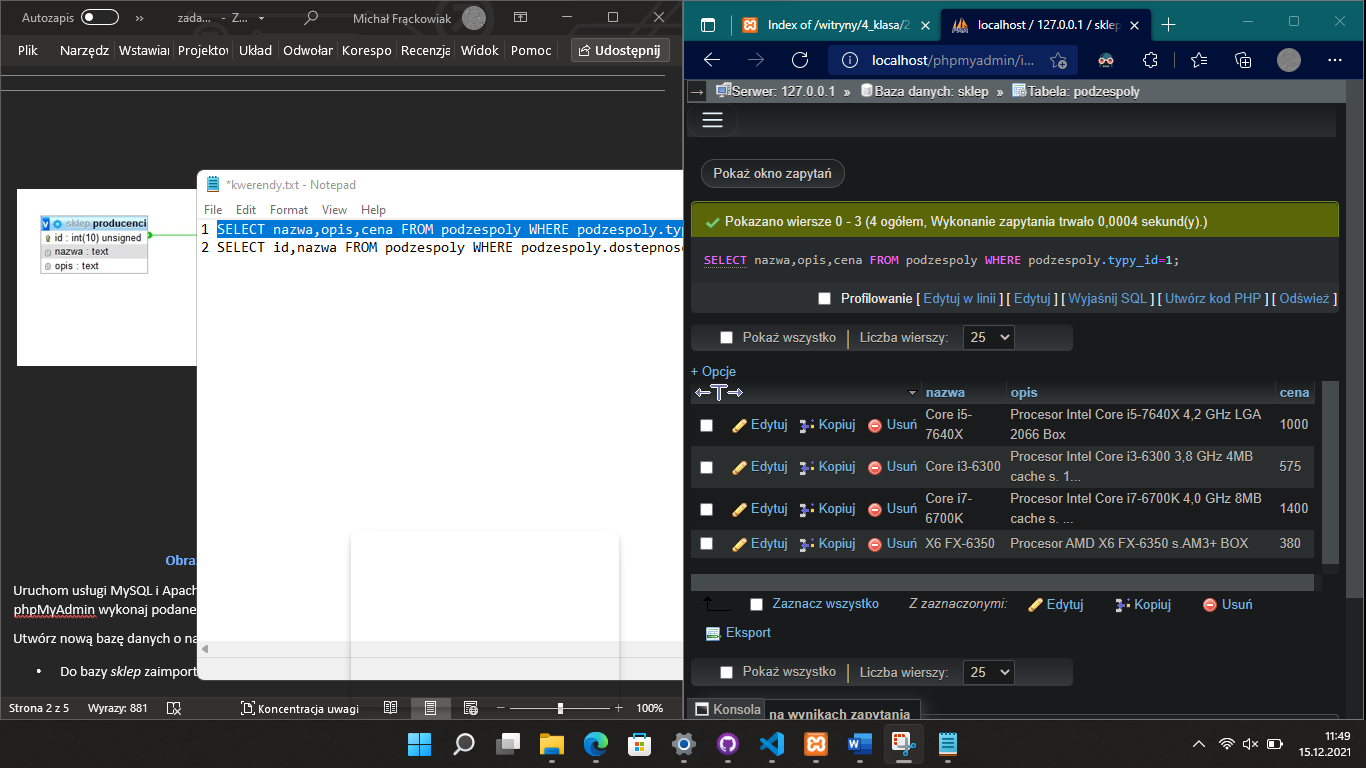 Autozapis
zada... - Z...
Michał Frąckowiak
Plik Narzędz Wstawiar Projektor Układ Odwołar Korespo Recenzja Widok Pomoc Udostępnij
sklep producenci
id : int(10) unsigned
nazwa : text
opis : text
Obra
Uruchom usługi MySQL i Apach
phpMyAdmin wykonaj podane
Utwórz nową bazę danych o na
• Do bazy sklep zaimport
Strona 2 z 5 Wyrazy: 881 Koncentracja uwagi 100%
*kwerendy.txt - Notepad
File Edit Format View Help
1 SELECT nazwa,opis,cena FROM podzespoly WHERE podzespoly.typ
2 SELECT id,nazwa FROM podzespoly WHERE podzespoly.dostepnosc
Index of /witryny/4_klasa/2
localhost / 127.0.0.1 / sklep
localhost/phpmyadmin/i...
Serwer: 127.0.0.1 » Baza danych: sklep » Tabela: podzespoly
Pokaż okno zapytań
Pokazano wiersze 0 - 3 (4 ogółem, Wykonanie zapytania trwało 0,0004 sekund(y).)
SELECT nazwa,opis,cena FROM podzespoly WHERE podzespoly.typy_id=1;
Profilowanie [ Edytuj w linii ] [ Edytuj ] [ Wyjaśnij SQL ] [ Utwórz kod PHP ] [ Odśwież ]
Pokaż wszystko Liczba wierszy: 25
+ Opcje
nazwa opis cena
Edytuj Kopiuj Usuń Core i5-7640X Procesor Intel Core i5-7640X 4,2 GHz LGA 2066 Box 1000
Edytuj Kopiuj Usuń Core i3-6300 Procesor Intel Core i3-6300 3,8 GHz 4MB cache s. 1... 575
Edytuj Kopiuj Usuń Core i7-6700K Procesor Intel Core i7-6700K 4,0 GHz 8MB cache s. ... 1400
Edytuj Kopiuj Usuń X6 FX-6350 Procesor AMD X6 FX-6350 s.AM3+ BOX 380
Zaznacz wszystko Z zaznaczonymi: Edytuj Kopiuj Usuń
Eksport
Pokaż wszystko Liczba wierszy: 25
Konsola na wynikach zapytania
11:49
15.12.2021